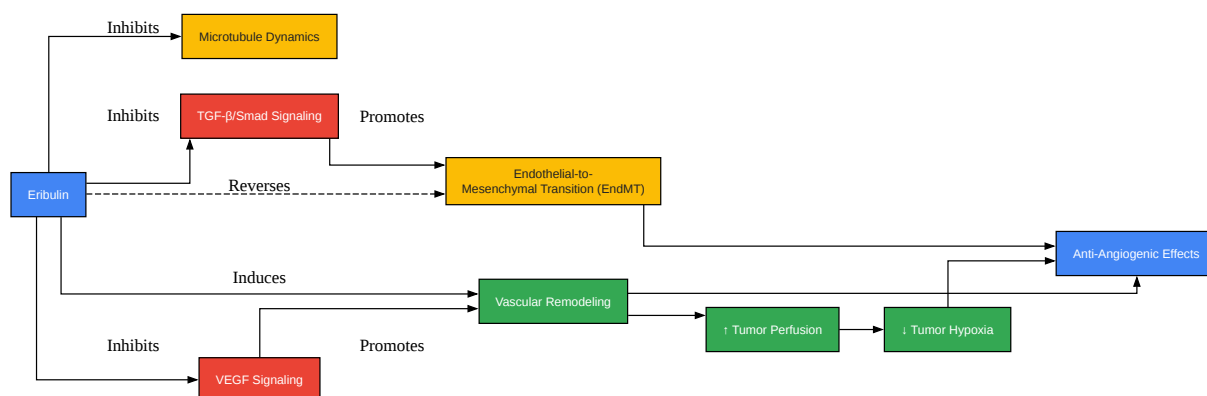 Inhibits
Microtubule Dynamics
Inhibits
TGF-β/Smad Signaling
Promotes
Endothelial-to-
Mesenchymal Transition (EndMT)
Eribulin
Reverses
Anti-Angiogenic Effects
Induces
Vascular Remodeling
↑ Tumor Perfusion
↓ Tumor Hypoxia
Inhibits
Promotes
VEGF Signaling